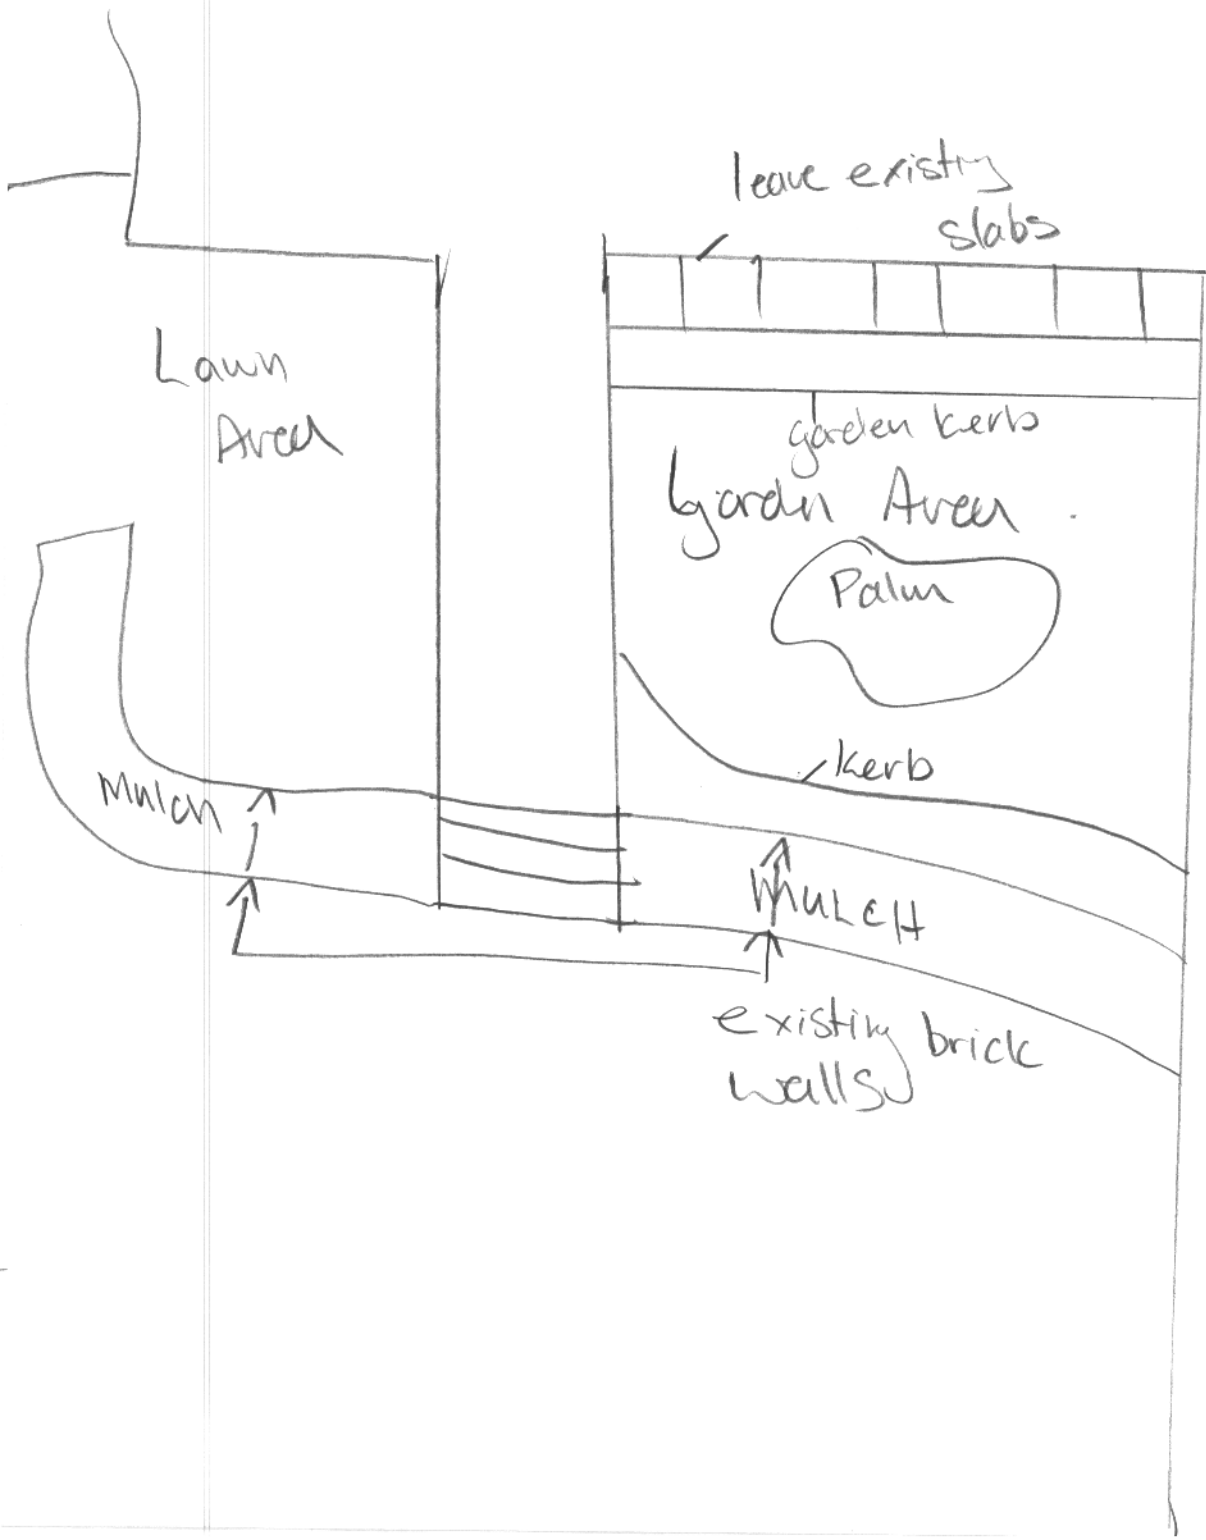 leave existing
slabs
Lawn
Area
garden kerb
Garden Area
Palm
kerb
Mulch
MULCH
existing brick
walls